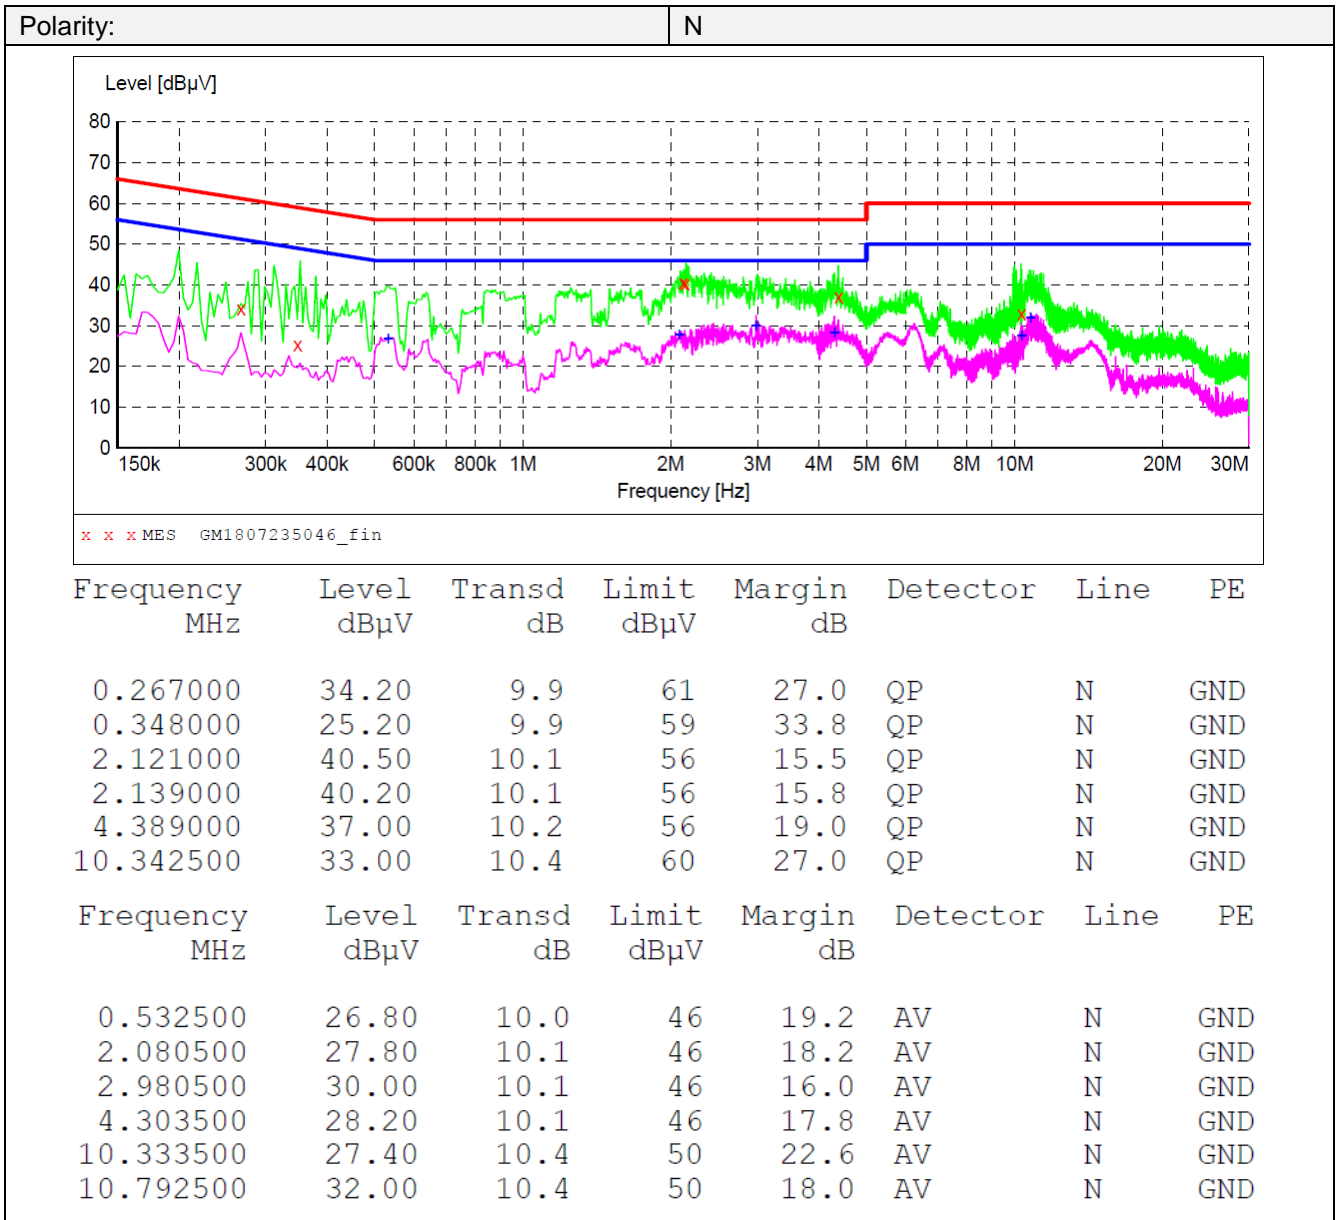 Polarity: N
Level [dBµV]
80
70
60
50
40
30
20
10
0
150k 300k 400k 600k 800k 1M 2M 3M 4M 5M 6M 8M 10M 20M 30M
Frequency [Hz]
x x x MES GM1807235046_fin
Frequency Level Transd Limit Margin Detector Line PE
MHz dBµV dB dBµV dB
0.267000 34.20 9.9 61 27.0 QP N GND
0.348000 25.20 9.9 59 33.8 QP N GND
2.121000 40.50 10.1 56 15.5 QP N GND
2.139000 40.20 10.1 56 15.8 QP N GND
4.389000 37.00 10.2 56 19.0 QP N GND
10.342500 33.00 10.4 60 27.0 QP N GND
Frequency Level Transd Limit Margin Detector Line PE
MHz dBµV dB dBµV dB
0.532500 26.80 10.0 46 19.2 AV N GND
2.080500 27.80 10.1 46 18.2 AV N GND
2.980500 30.00 10.1 46 16.0 AV N GND
4.303500 28.20 10.1 46 17.8 AV N GND
10.333500 27.40 10.4 50 22.6 AV N GND
10.792500 32.00 10.4 50 18.0 AV N GND